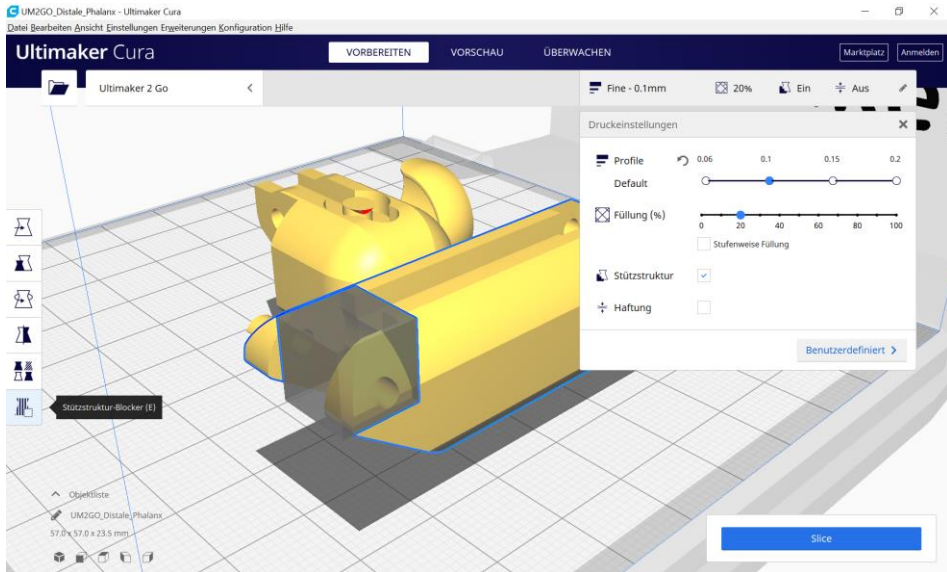 UM2GO_Distale_Phalanx - Ultimaker Cura
Datei Bearbeiten Ansicht Einstellungen Erweiterungen Konfiguration Hilfe
Ultimaker Cura
VORBEREITEN
VORSCHAU
ÜBERWACHEN
Marktplatz
Anmelden
Ultimaker 2 Go
Fine - 0.1mm
20%
Ein
Aus
Druckeinstellungen
Profile
0.06 0.1 0.15 0.2
Default
Füllung (%)
0 20 40 60 80 100
Stufenweise Füllung
Stützstruktur
Haftung
Benutzerdefiniert
Stützstruktur-Blocker (E)
Objektliste
UM2GO_Distale_Phalanx
57.0 x 57.0 x 23.5 mm
Slice